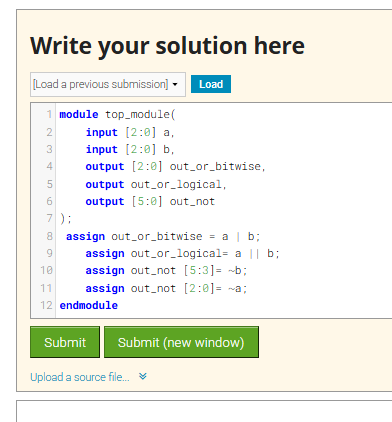 Write your solution here
[Load a previous submission] Load
1 module top_module(
2 input [2:0] a,
3 input [2:0] b,
4 output [2:0] out_or_bitwise,
5 output out_or_logical,
6 output [5:0] out_not
7 );
8 assign out_or_bitwise = a | b;
9 assign out_or_logical= a || b;
10 assign out_not [5:3]= ~b;
11 assign out_not [2:0]= ~a;
12 endmodule
Submit Submit (new window)
Upload a source file...